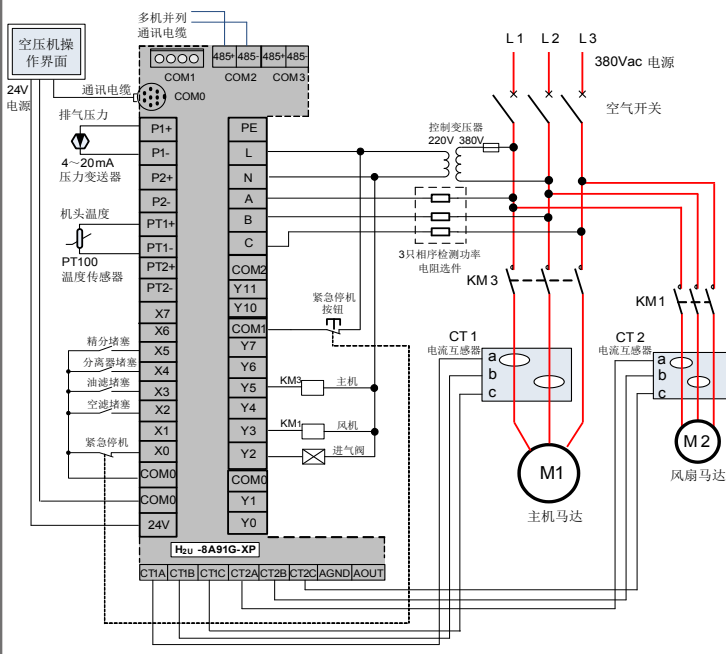 多机并列
通讯电缆
空压机操
作界面
24V
电源
通讯电缆
485+ 485- 485+ 485-
COM1 COM2 COM3
COM0
排气压力
4～20mA
压力变送器
机头温度
PT100
温度传感器
精分堵塞
分离器堵塞
油滤堵塞
空滤堵塞
紧急停机
P1+
P1-
P2+
P2-
PT1+
PT1-
PT2+
PT2-
X7
X6
X5
X4
X3
X2
X1
X0
COM0
COM0
24V
PE
L
N
A
B
C
COM2
Y11
Y10
COM1
Y7
Y6
Y5
Y4
Y3
Y2
COM0
Y1
Y0
H2U -8A91G-XP
CT1A CT1B CT1C CT2A CT2B CT2C AGND AOUT
紧急停机
按钮
KM3 主机
KM1 风机
进气阀
控制变压器
220V 380V
3只相序检测功率
电阻选件
L1 L2 L3
380Vac 电源
空气开关
KM3
KM1
CT1
电流互感器
a
b
c
CT2
电流互感器
a
b
c
M1
主机马达
M2
风扇马达